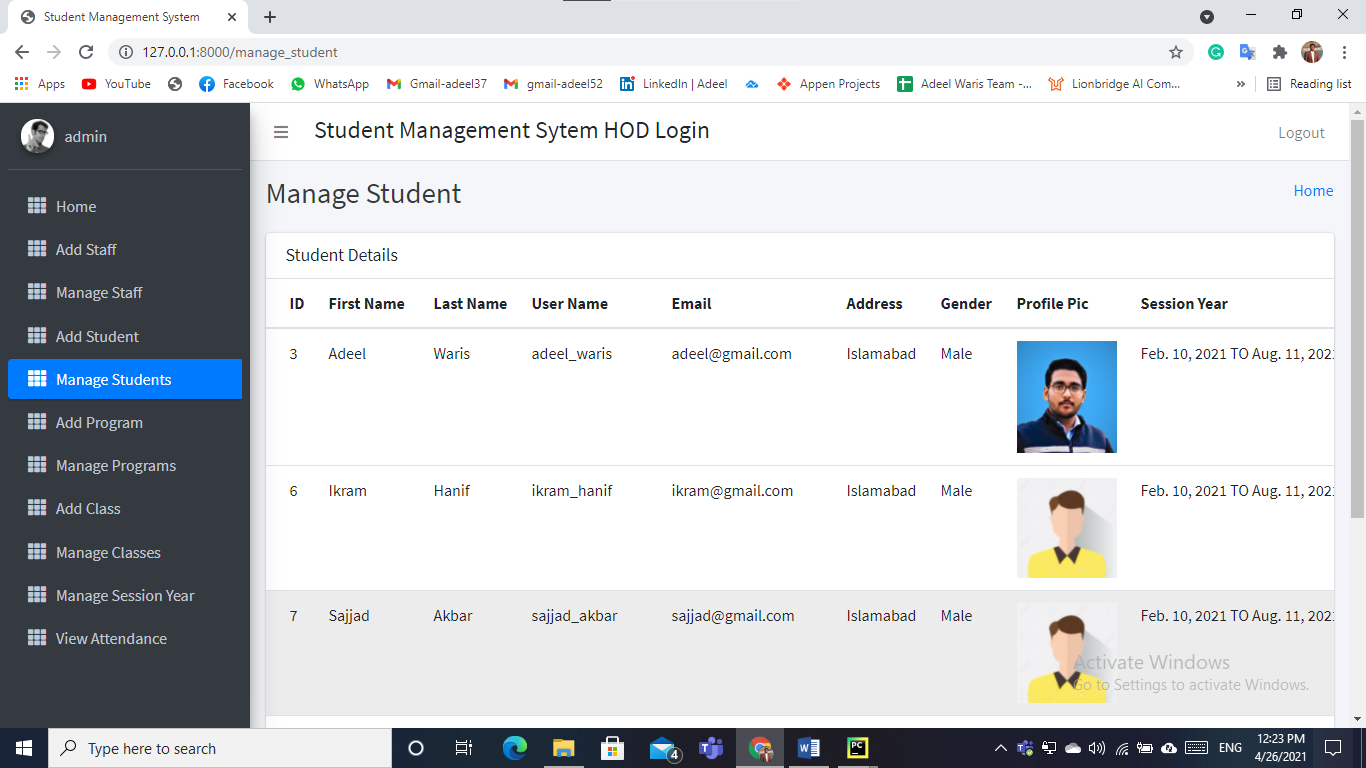 Student Management System
127.0.0.1:8000/manage_student
Apps YouTube Facebook WhatsApp Gmail-adeel37 gmail-adeel52 LinkedIn | Adeel Appen Projects Adeel Waris Team -... Lionbridge AI Com... » Reading list
admin
Student Management Sytem HOD Login
Logout
Manage Student
Home
Home
Add Staff
Manage Staff
Add Student
Manage Students
Add Program
Manage Programs
Add Class
Manage Classes
Manage Session Year
View Attendance
Student Details
ID First Name Last Name User Name Email Address Gender Profile Pic Session Year
3 Adeel Waris adeel_waris adeel@gmail.com Islamabad Male Feb. 10, 2021 TO Aug. 11, 202
6 Ikram Hanif ikram_hanif ikram@gmail.com Islamabad Male Feb. 10, 2021 TO Aug. 11, 202
7 Sajjad Akbar sajjad_akbar sajjad@gmail.com Islamabad Male Feb. 10, 2021 TO Aug. 11, 202
Activate Windows
Go to Settings to activate Windows.
Type here to search
4
PC
ENG
12:23 PM
4/26/2021